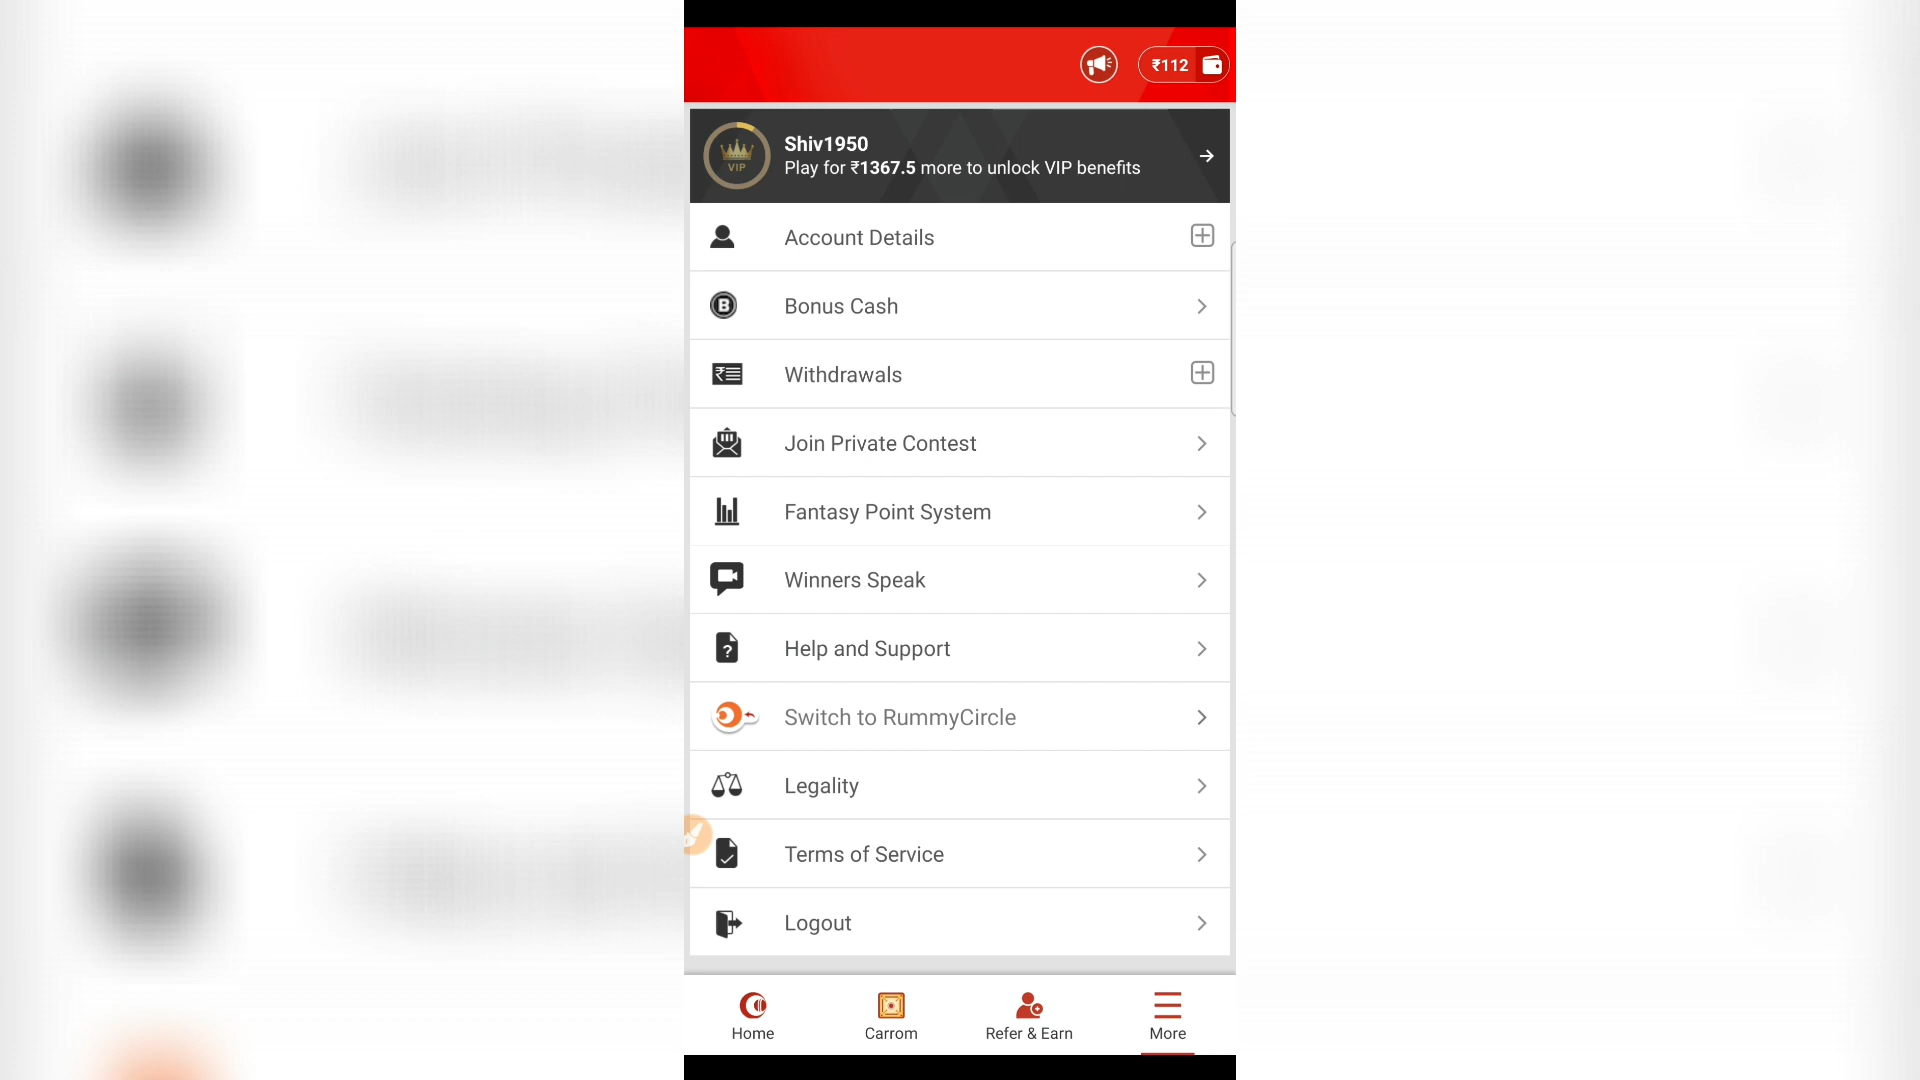 ₹112
Shiv1950
Play for ₹1367.5 more to unlock VIP benefits
VIP
Account Details
Bonus Cash
Withdrawals
Join Private Contest
Fantasy Point System
Winners Speak
Help and Support
Switch to RummyCircle
Legality
Terms of Service
Logout
Home
Carrom
Refer & Earn
More